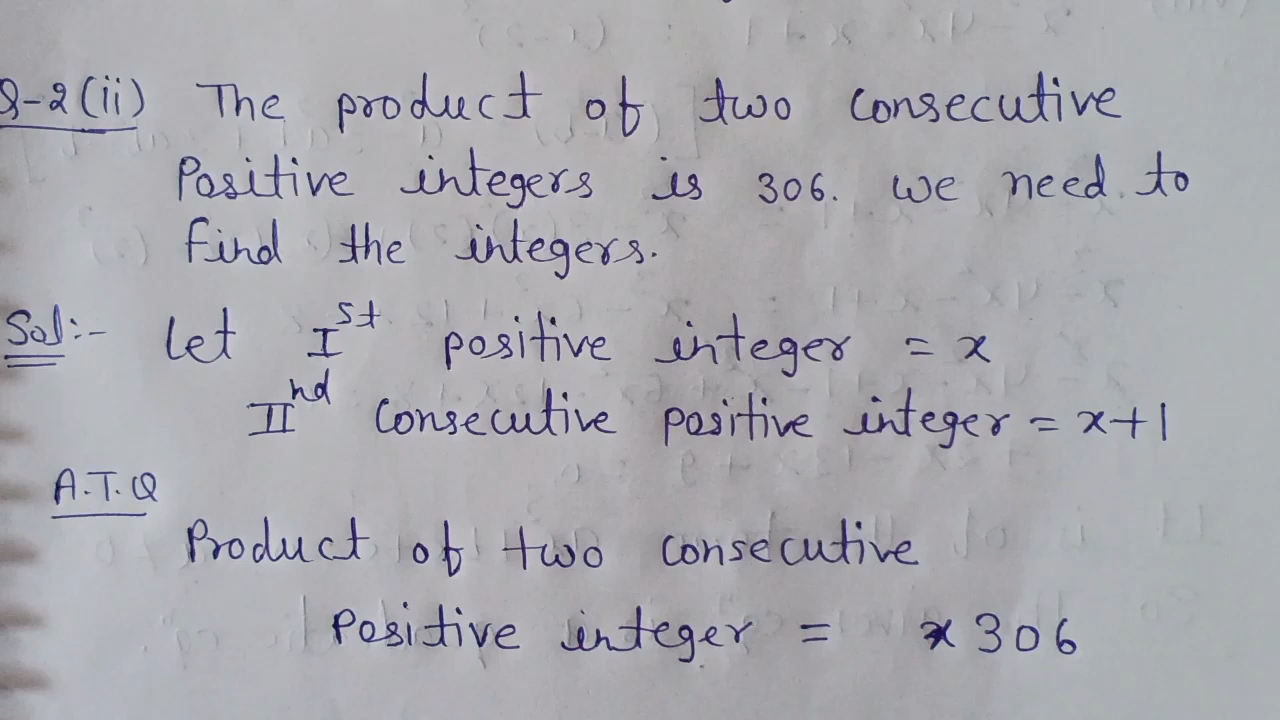 Q-2(ii) The product of two consecutive
Positive integers is 306. We need to
find the integers.
Sol:- Let Ist positive integer = x
IInd consecutive positive integer = x+1
A.T.Q
Product of two consecutive
Positive integer = 306